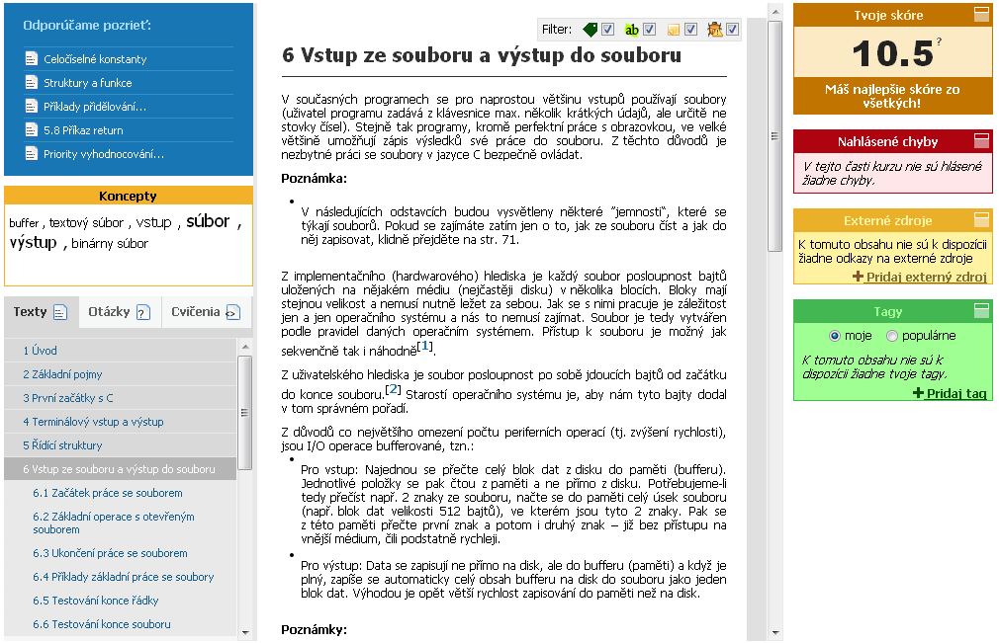 Odporúčame pozrieť:
Celočíselné konstanty
Struktury a funkce
Příklady přidělování...
5.8 Příkaz return
Priority vyhodnocování...
Koncepty
buffer , textový súbor , vstup , súbor ,
výstup , binárny súbor
Texty Otázky ? Cvičenia <>
1 Úvod
2 Základní pojmy
3 První začátky s C
4 Terminálový vstup a výstup
5 Řídící struktury
6 Vstup ze souboru a výstup do souboru
6.1 Začátek práce se souborem
6.2 Základní operace s otevřeným
souborem
6.3 Ukončení práce se souborem
6.4 Příklady základní práce se soubory
6.5 Testování konce řádky
6.6 Testování konce souboru
Filter: ab
6 Vstup ze souboru a výstup do souboru
V současných programech se pro naprostou většinu vstupů používají soubory
(uživatel programu zadává z klávesnice max. několik krátkých údajů, ale určitě ne
stovky čísel). Stejně tak programy, kromě perfektní práce s obrazovkou, ve velké
většině umožňují zápis výsledků své práce do souboru. Z těchto důvodů je
nezbytné práci se soubory v jazyce C bezpečně ovládat.
Poznámka:
• V následujících odstavcích budou vysvětleny některé "jemnosti“, které se
týkají souborů. Pokud se zajímáte zatím jen o to, jak ze souboru číst a jak do
něj zapisovat, klidně přejděte na str. 71.
Z implementačního (hardwarového) hlediska je každý soubor posloupnost bajtů
uložených na nějakém médiu (nejčastěji disku) v několika blocích. Bloky mají
stejnou velikost a nemusí nutně ležet za sebou. Jak se s nimi pracuje je záležitost
jen a jen operačního systému a nás to nemusí zajímat. Soubor je tedy vytvářen
podle pravidel daných operačním systémem. Přístup k souboru je možný jak
sekvenčně tak i náhodně[1].
Z uživatelského hlediska je soubor posloupnost po sobě jdoucích bajtů od začátku
do konce souboru.[2] Starostí operačního systému je, aby nám tyto bajty dodal
v tom správném pořadí.
Z důvodů co největšího omezení počtu periferních operací (tj. zvýšení rychlosti),
jsou I/O operace bufferované, tzn.:
• Pro vstup: Najednou se přečte celý blok dat z disku do paměti (bufferu).
Jednotlivé položky se pak čtou z paměti a ne přímo z disku. Potřebujeme-li
tedy přečíst např. 2 znaky ze souboru, načte se do paměti celý úsek souboru
(např. blok dat velikosti 512 bajtů), ve kterém jsou tyto 2 znaky. Pak se
z této paměti přečte první znak a potom i druhý znak – již bez přístupu na
vnější médium, čili podstatně rychleji.
• Pro výstup: Data se zapisují ne přímo na disk, ale do bufferu (paměti) a když je
plný, zapíše se automaticky celý obsah bufferu na disk do souboru jako jeden
blok dat. Výhodou je opět větší rychlost zapisování do paměti než na disk.
Poznámky:
Tvoje skóre
10.5 ?
Máš najlepšie skóre zo
všetkých!
Nahlásené chyby
V tejto časti kurzu nie sú hlásené
žiadne chyby.
Externé zdroje
K tomuto obsahu nie sú k dispozícii
žiadne odkazy na externé zdroje
+ Pridaj externý zdroj
Tagy
moje populárne
K tomuto obsahu nie sú k
dispozícii žiadne tvoje tagy.
+ Pridaj tag